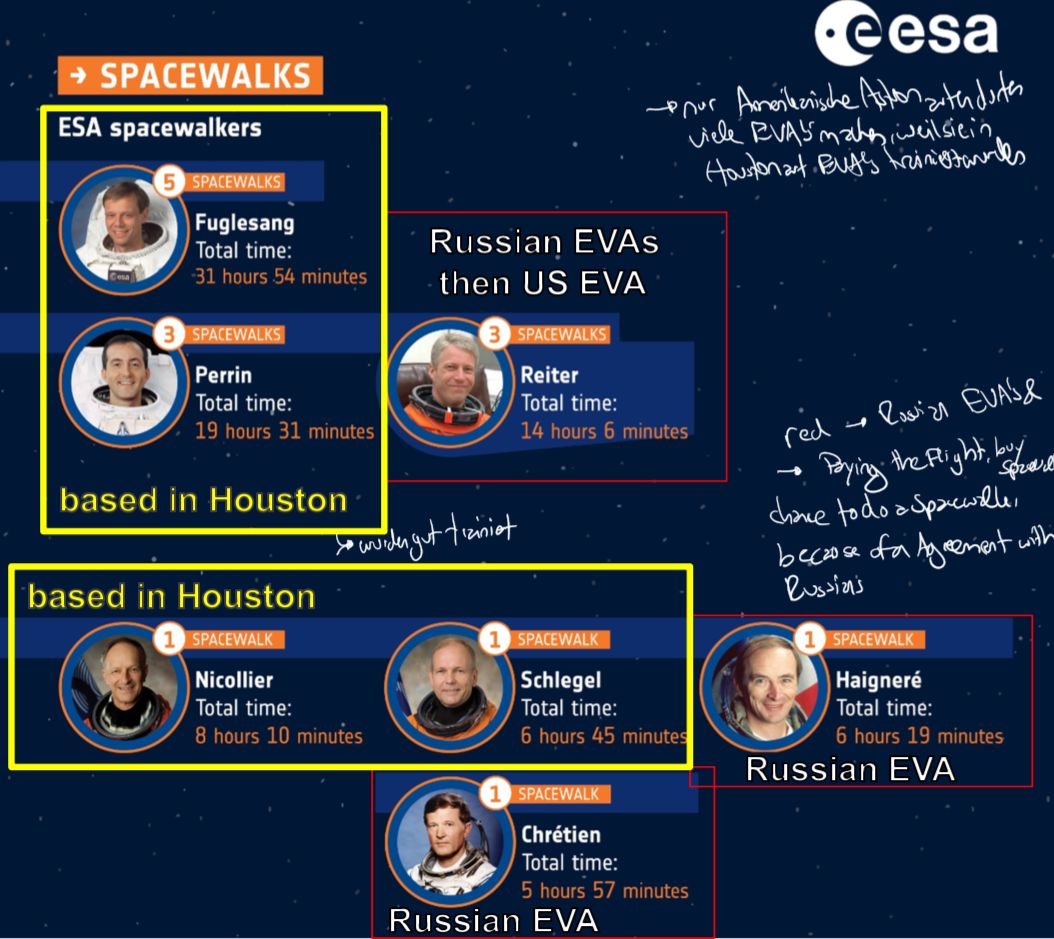 esa
→ SPACEWALKS
→ nur Amerikanische Astronauten durften
viele EVA's machen, weil sie in
Houston auf EVA's trainiert wurden
ESA spacewalkers
5 SPACEWALKS
Fuglesang
Total time:
31 hours 54 minutes
esa
Russian EVAs
then US EVA
3 SPACEWALKS
Perrin
Total time:
19 hours 31 minutes
3 SPACEWALKS
Reiter
Total time:
14 hours 6 minutes
based in Houston
red → Russian EVA's
→ Paying the Flight, buy
chance to do a Spacewalk,
because of an Agreement with
Russians
↳ wurden gut trainiert
based in Houston
1 SPACEWALK
Nicollier
Total time:
8 hours 10 minutes
1 SPACEWALK
Schlegel
Total time:
6 hours 45 minutes
1 SPACEWALK
Haigneré
Total time:
6 hours 19 minutes
Russian EVA
1 SPACEWALK
Chrétien
Total time:
5 hours 57 minutes
Russian EVA